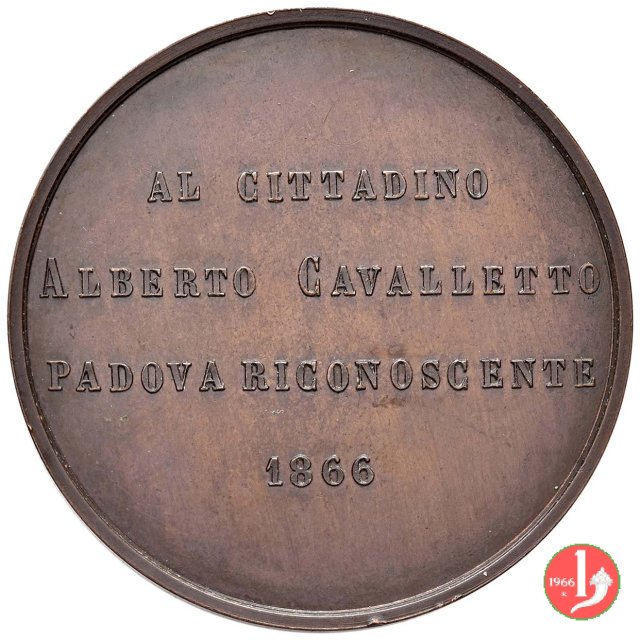 AL CITTADINO
ALBERTO CAVALLETTO
PADOVA RICONOSCENTE
1866
1966